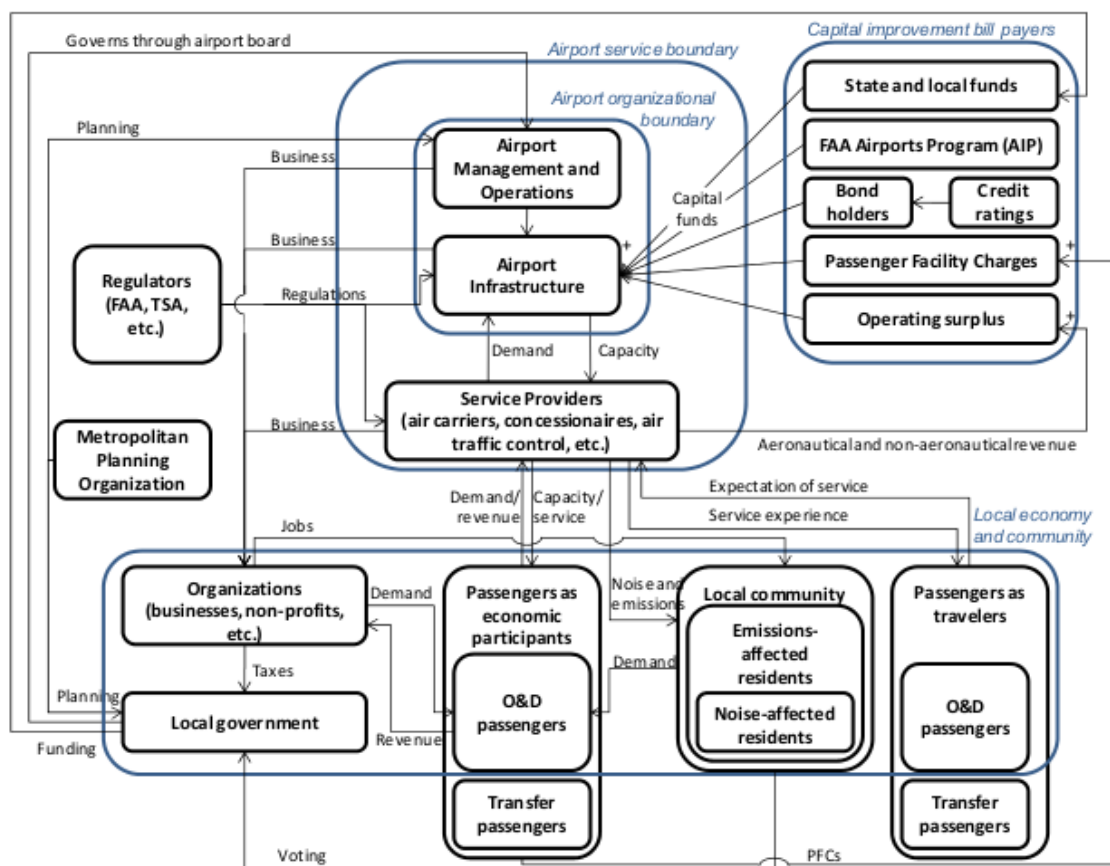 Governs through airport board
Airport service boundary
Capital improvement bill payers
State and local funds
Airport organizational
boundary
Planning
Airport
Management and
Operations
FAA Airports Program (AIP)
Business
Bond
holders
Credit
ratings
Capital
funds
Business
+
+
Airport
Infrastructure
Passenger Facility Charges
Regulators
(FAA, TSA,
etc.)
Regulations
+
Operating surplus
Demand
Capacity
Service Providers
(air carriers, concessionaires, air
traffic control, etc.)
Business
Metropolitan
Planning
Organization
Aeronautical and non-aeronautical revenue
Demand/
revenue
Capacity/
service
Expectation of service
Service experience
Jobs
Local economy
and community
Organizations
(businesses, non-profits,
etc.)
Demand
Passengers as
economic
participants
Noise and
emissions
Local community
Passengers as
travelers
Emissions-
affected
residents
Taxes
Demand
O&D
passengers
O&D
passengers
Planning
Local government
Noise-affected
residents
Funding
Revenue
Transfer
passengers
Transfer
passengers
Voting
PFCs